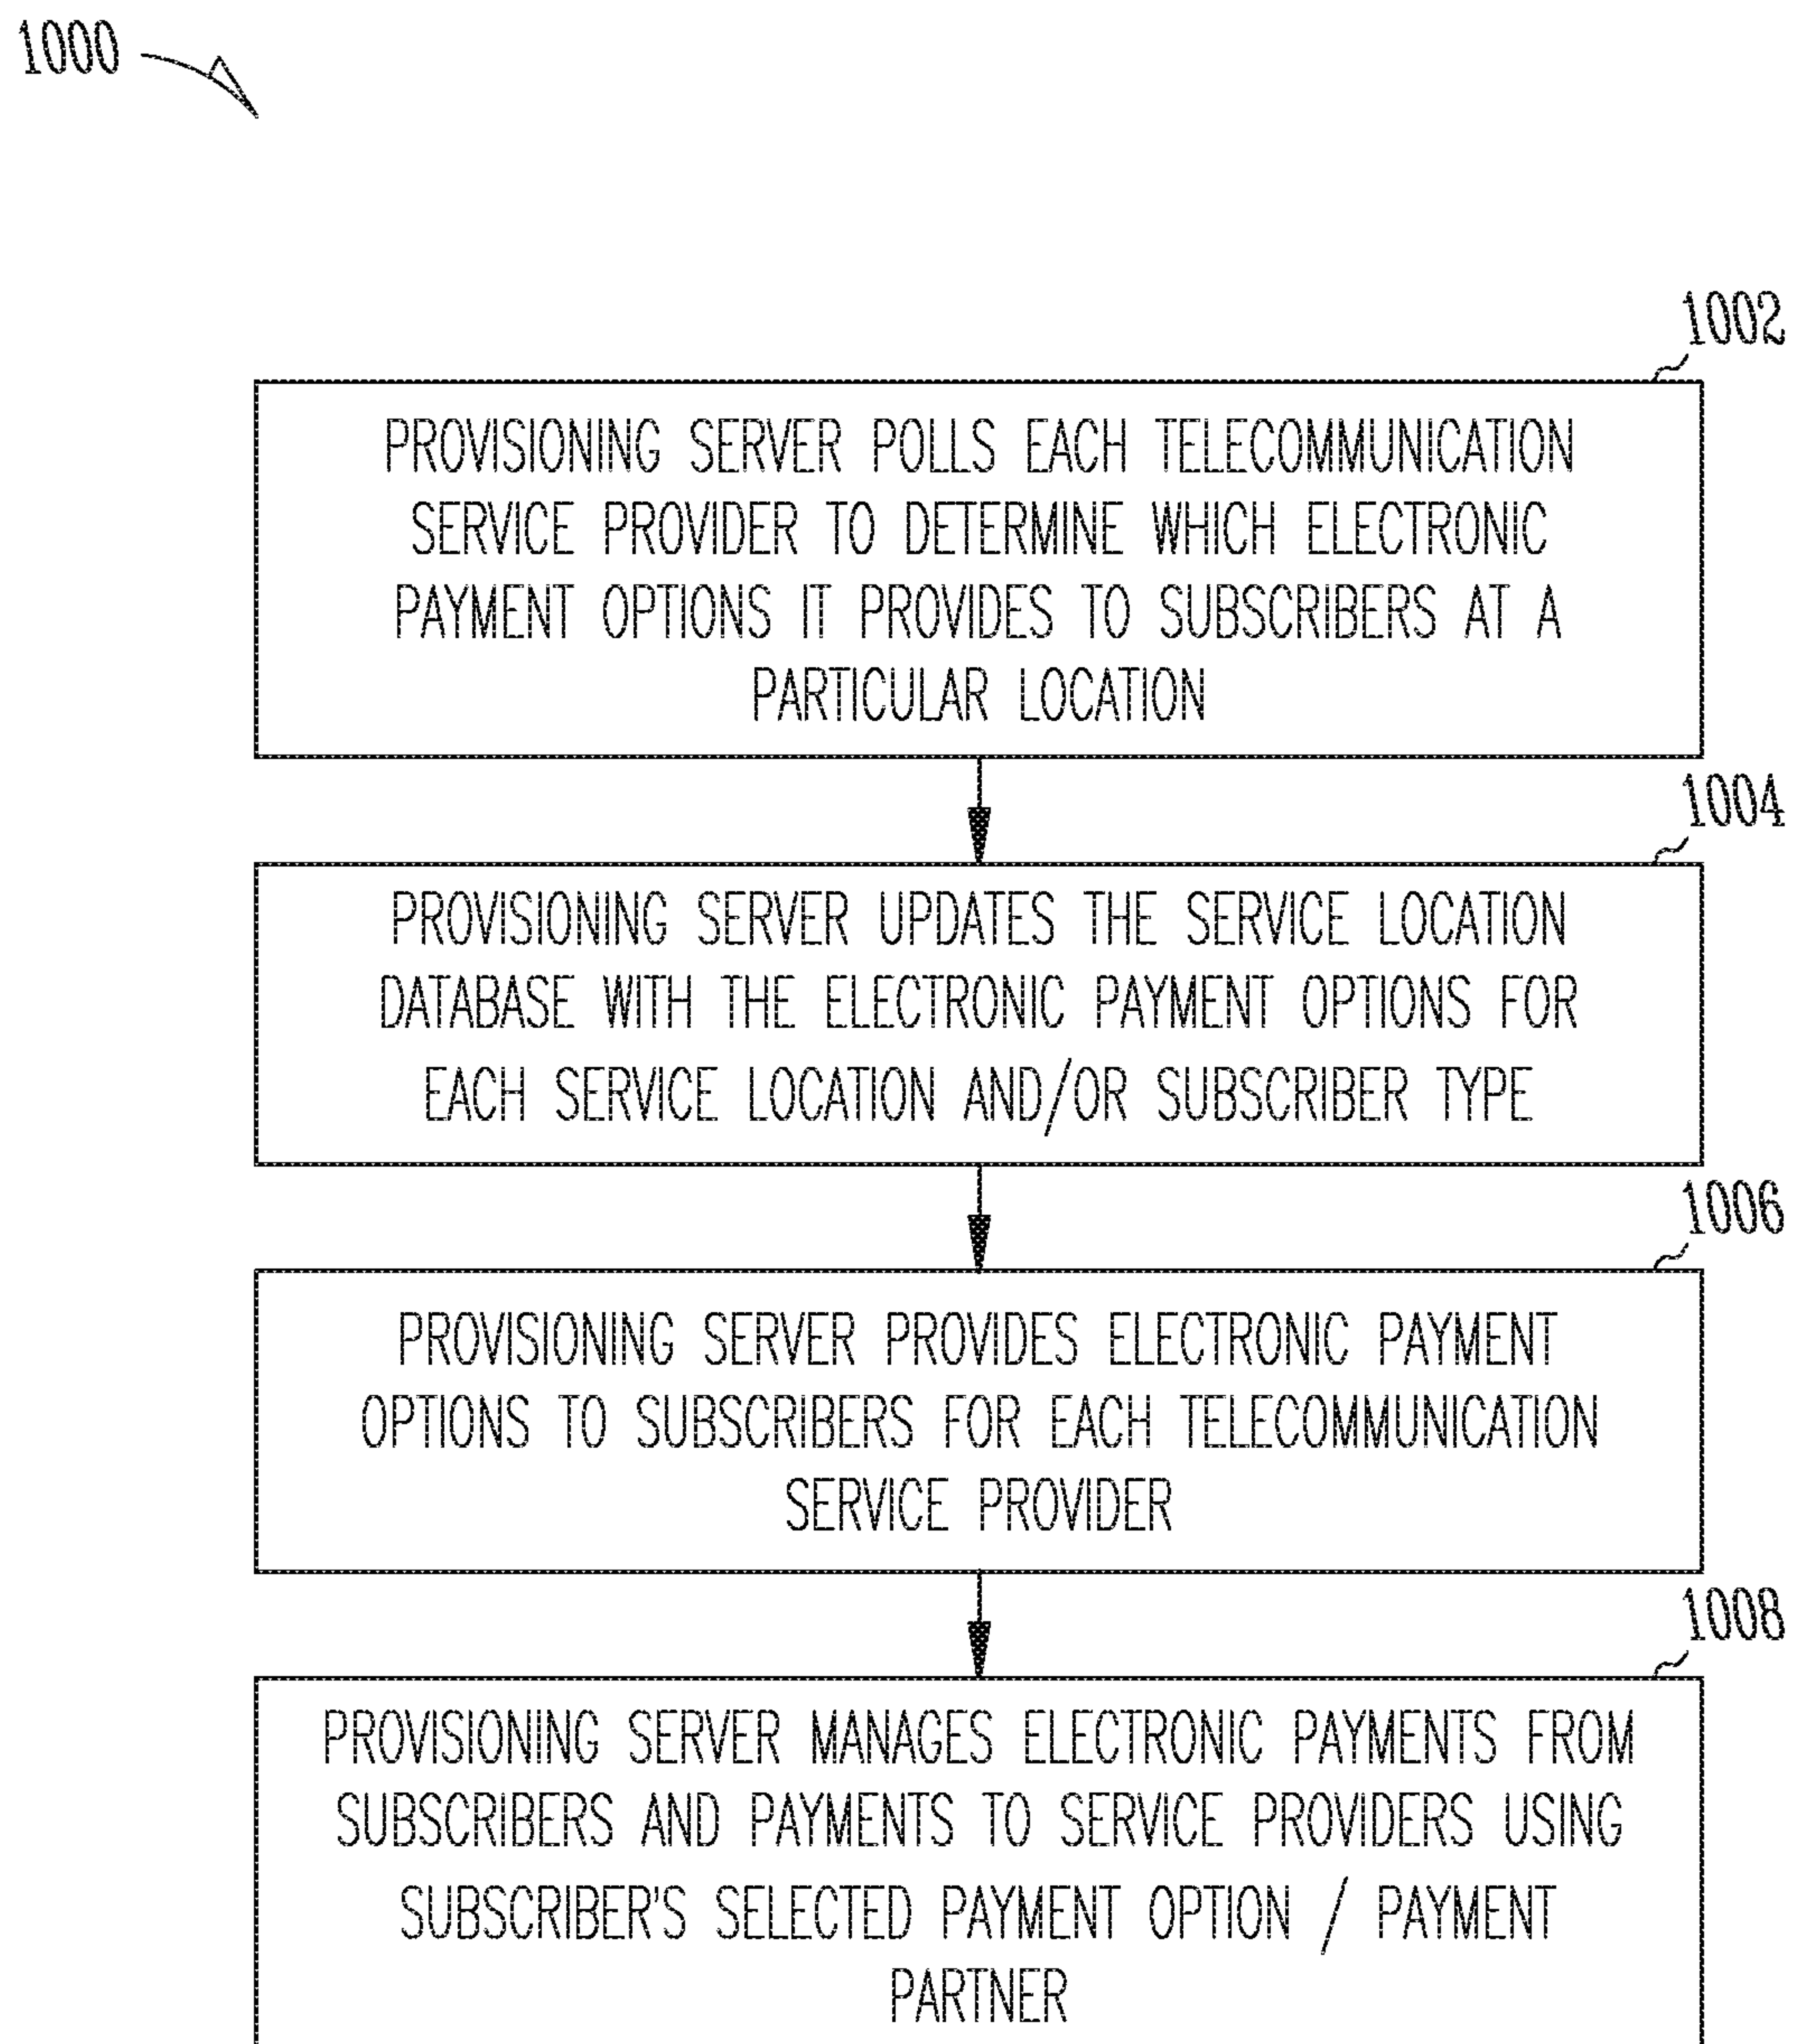 1000
1002
PROVISIONING SERVER POLLS EACH TELECOMMUNICATION
SERVICE PROVIDER TO DETERMINE WHICH ELECTRONIC
PAYMENT OPTIONS IT PROVIDES TO SUBSCRIBERS AT A
PARTICULAR LOCATION
1004
PROVISIONING SERVER UPDATES THE SERVICE LOCATION
DATABASE WITH THE ELECTRONIC PAYMENT OPTIONS FOR
EACH SERVICE LOCATION AND/OR SUBSCRIBER TYPE
1006
PROVISIONING SERVER PROVIDES ELECTRONIC PAYMENT
OPTIONS TO SUBSCRIBERS FOR EACH TELECOMMUNICATION
SERVICE PROVIDER
1008
PROVISIONING SERVER MANAGES ELECTRONIC PAYMENTS FROM
SUBSCRIBERS AND PAYMENTS TO SERVICE PROVIDERS USING
SUBSCRIBER'S SELECTED PAYMENT OPTION / PAYMENT
PARTNER